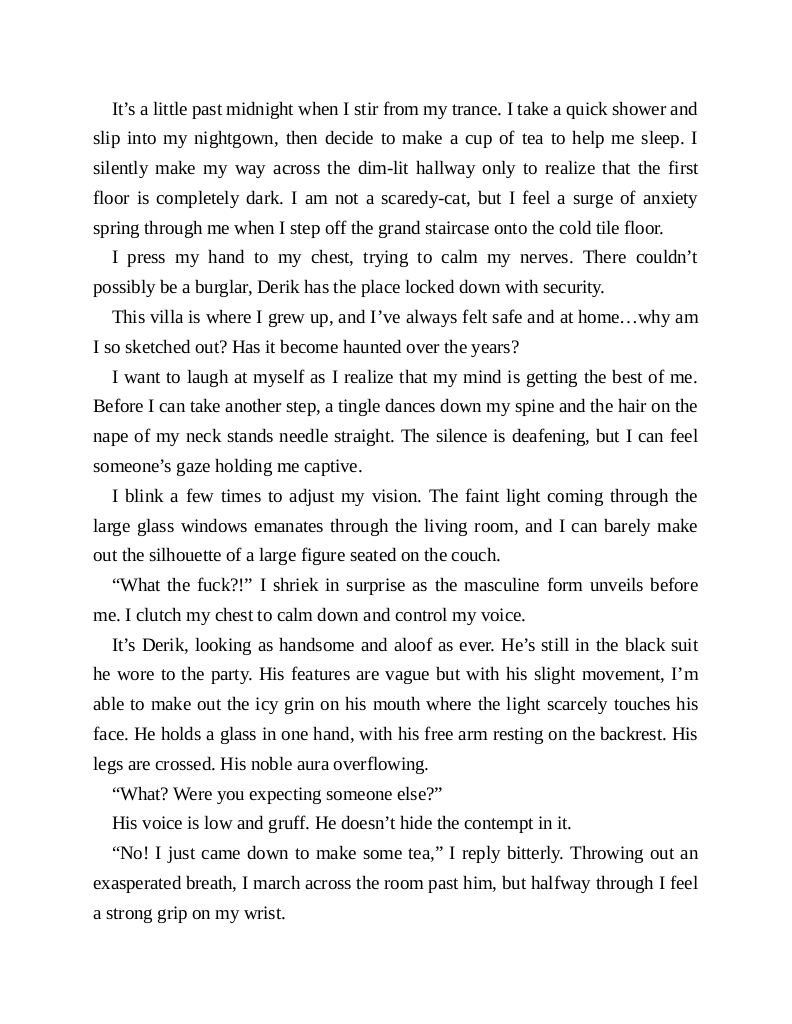 It’s a little past midnight when I stir from my trance. I take a quick shower and
slip into my nightgown, then decide to make a cup of tea to help me sleep. I
silently make my way across the dim-lit hallway only to realize that the first
floor is completely dark. I am not a scaredy-cat, but I feel a surge of anxiety
spring through me when I step off the grand staircase onto the cold tile floor.
I press my hand to my chest, trying to calm my nerves. There couldn’t
possibly be a burglar, Derik has the place locked down with security.
This villa is where I grew up, and I’ve always felt safe and at home…why am
I so sketched out? Has it become haunted over the years?
I want to laugh at myself as I realize that my mind is getting the best of me.
Before I can take another step, a tingle dances down my spine and the hair on the
nape of my neck stands needle straight. The silence is deafening, but I can feel
someone’s gaze holding me captive.
I blink a few times to adjust my vision. The faint light coming through the
large glass windows emanates through the living room, and I can barely make
out the silhouette of a large figure seated on the couch.
“What the fuck?!” I shriek in surprise as the masculine form unveils before
me. I clutch my chest to calm down and control my voice.
It’s Derik, looking as handsome and aloof as ever. He’s still in the black suit
he wore to the party. His features are vague but with his slight movement, I’m
able to make out the icy grin on his mouth where the light scarcely touches his
face. He holds a glass in one hand, with his free arm resting on the backrest. His
legs are crossed. His noble aura overflowing.
“What? Were you expecting someone else?”
His voice is low and gruff. He doesn’t hide the contempt in it.
“No! I just came down to make some tea,” I reply bitterly. Throwing out an
exasperated breath, I march across the room past him, but halfway through I feel
a strong grip on my wrist.